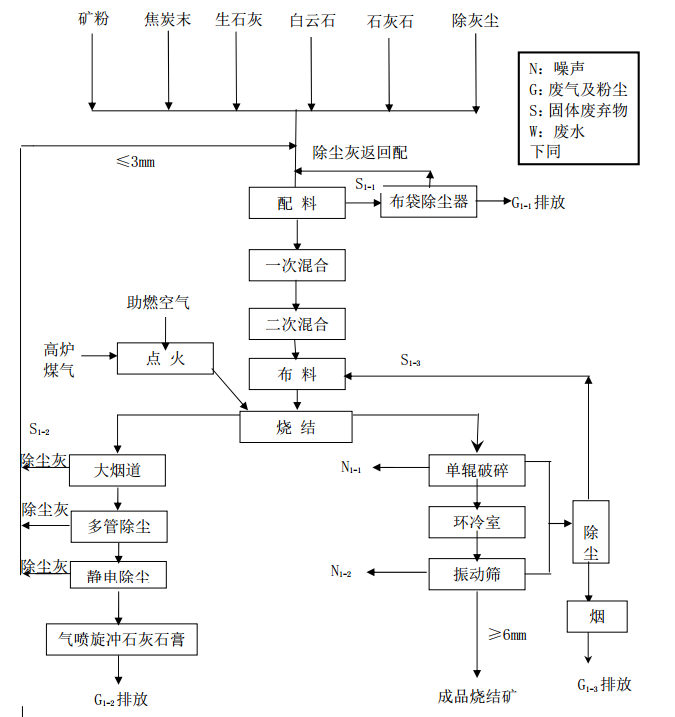 矿粉
焦炭末
生石灰
白云石
石灰石
除灰尘
N: 噪声
G: 废气及粉尘
S: 固体废弃物
W: 废水
下同
≤3mm
除尘灰返回配
S₁₋₁
配 料
布袋除尘器
G₁₋₁排放
一次混合
助燃空气
二次混合
高炉
煤气
点 火
布 料
S₁₋₃
烧 结
S₁₋₂
除尘灰
大烟道
N₁₋₁
单辊破碎
除尘灰
多管除尘
环冷室
除
尘
除尘灰
静电除尘
N₁₋₂
振动筛
烟
气喷旋冲石灰石膏
≥6mm
G₁₋₂排放
成品烧结矿
G₁₋₃排放